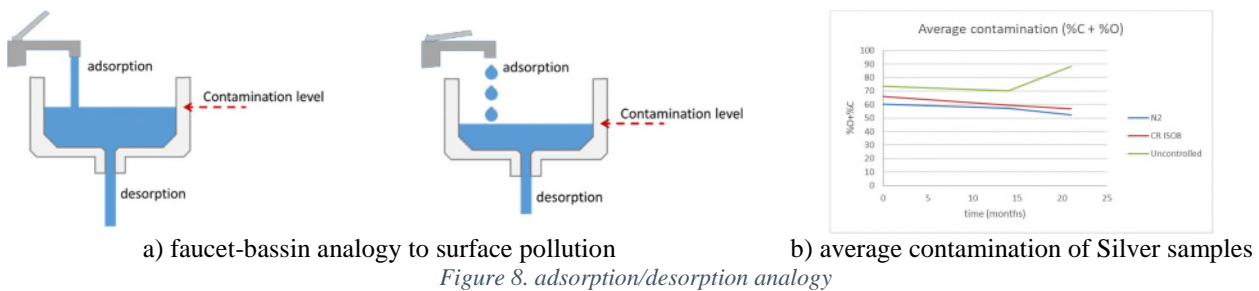 adsorption
Contamination level
desorption
adsorption
Contamination level
desorption
Average contamination (%C + %O)
%O+%C
100
90
80
70
60
50
40
30
20
10
0
0 5 10 15 20 25
time (months)
N2
CR ISO8
Uncontrolled
a) faucet-bassin analogy to surface pollution
b) average contamination of Silver samples
Figure 8. adsorption/desorption analogy